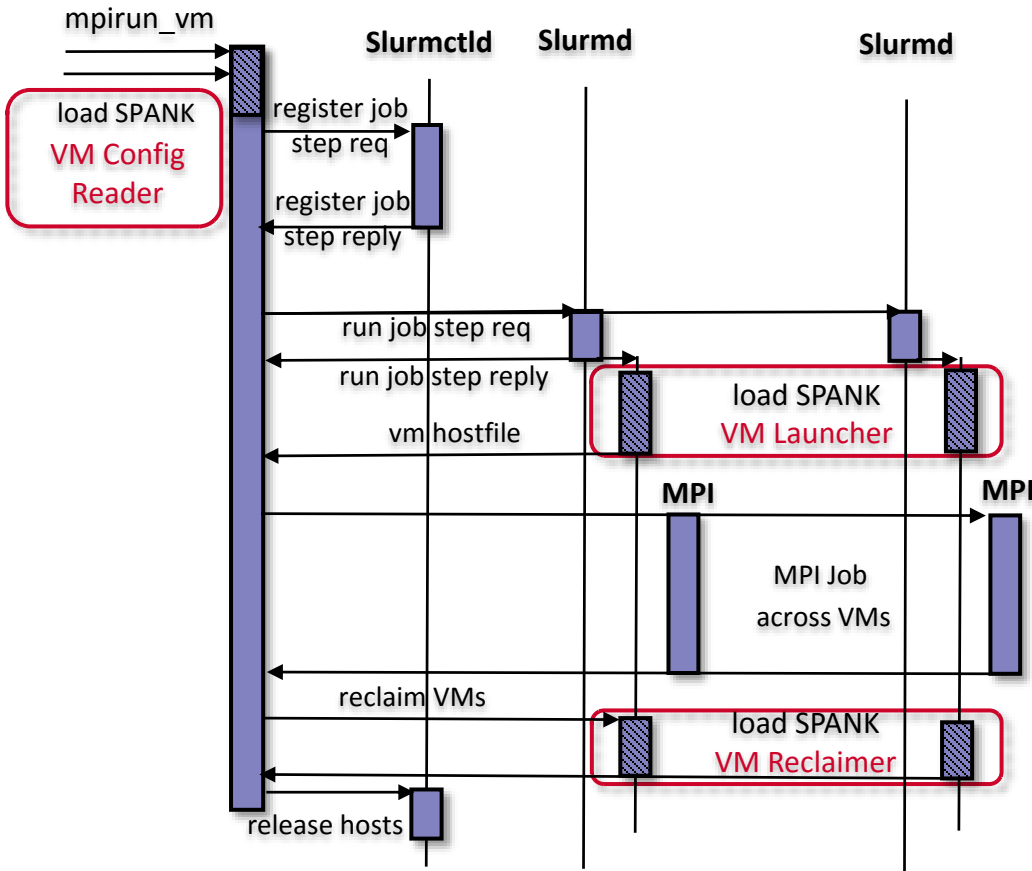 mpirun_vm
Slurmctld
Slurmd
Slurmd
load SPANK
VM Config
Reader
register job
step req
register job
step reply
run job step req
run job step reply
load SPANK
VM Launcher
vm hostfile
MPI
MPI
MPI Job
across VMs
reclaim VMs
load SPANK
VM Reclaimer
release hosts